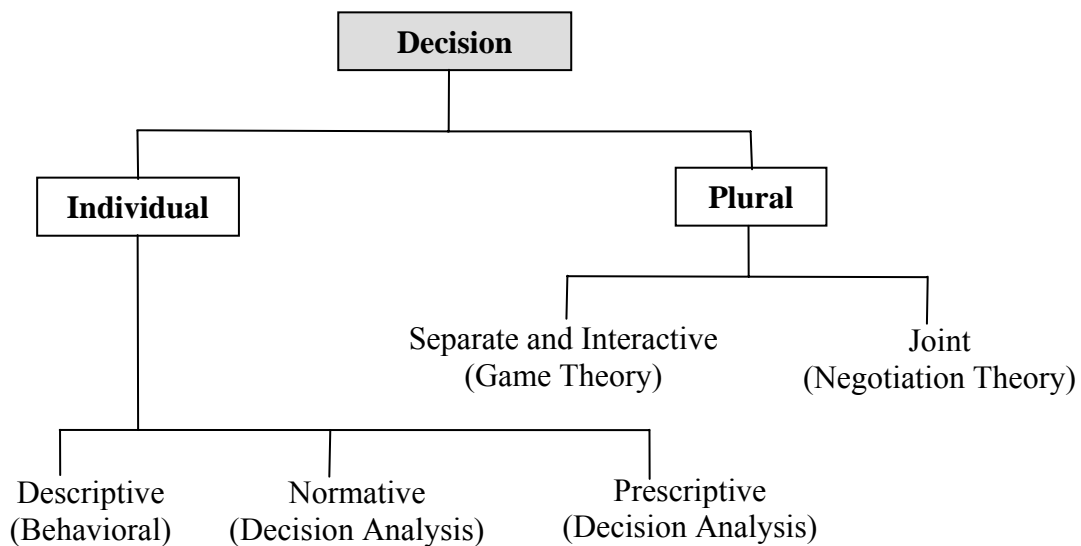 Decision
Individual
Plural
Separate and Interactive
(Game Theory)
Joint
(Negotiation Theory)
Descriptive
(Behavioral)
Normative
(Decision Analysis)
Prescriptive
(Decision Analysis)